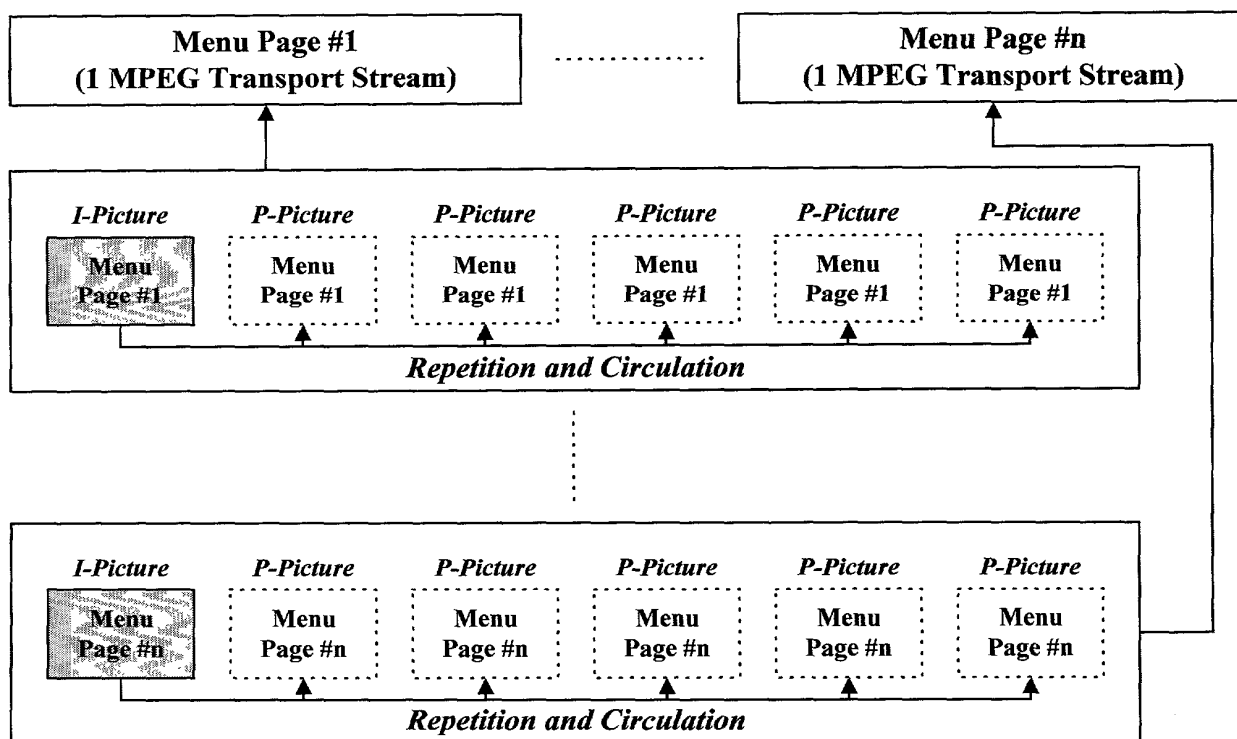 Menu Page #1
(1 MPEG Transport Stream)
Menu Page #n
(1 MPEG Transport Stream)
I-Picture P-Picture P-Picture P-Picture P-Picture P-Picture
Menu Menu Menu Menu Menu Menu
Page #1 Page #1 Page #1 Page #1 Page #1 Page #1
Repetition and Circulation
I-Picture P-Picture P-Picture P-Picture P-Picture P-Picture
Menu Menu Menu Menu Menu Menu
Page #n Page #n Page #n Page #n Page #n Page #n
Repetition and Circulation